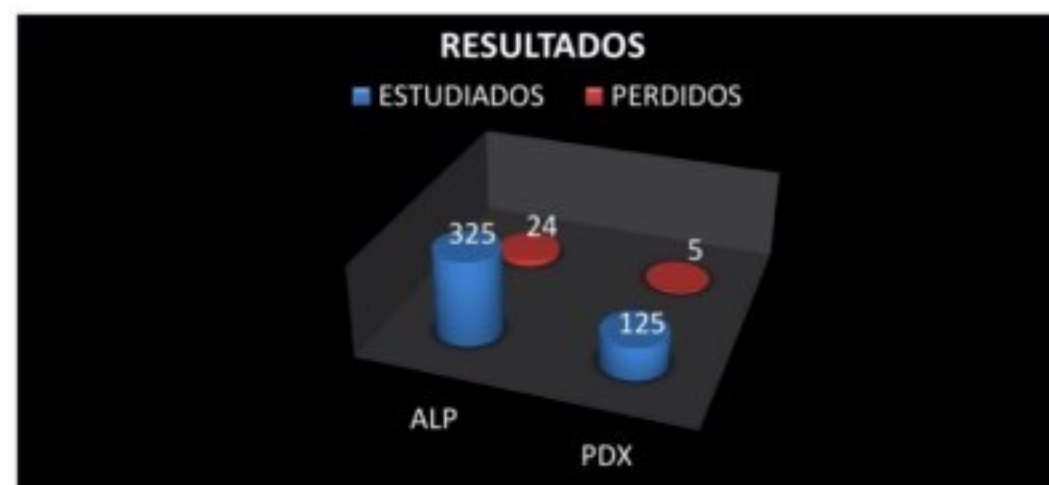 RESULTADOS
ESTUDIADOS PERDIDOS
325 24
5
125
ALP
PDX